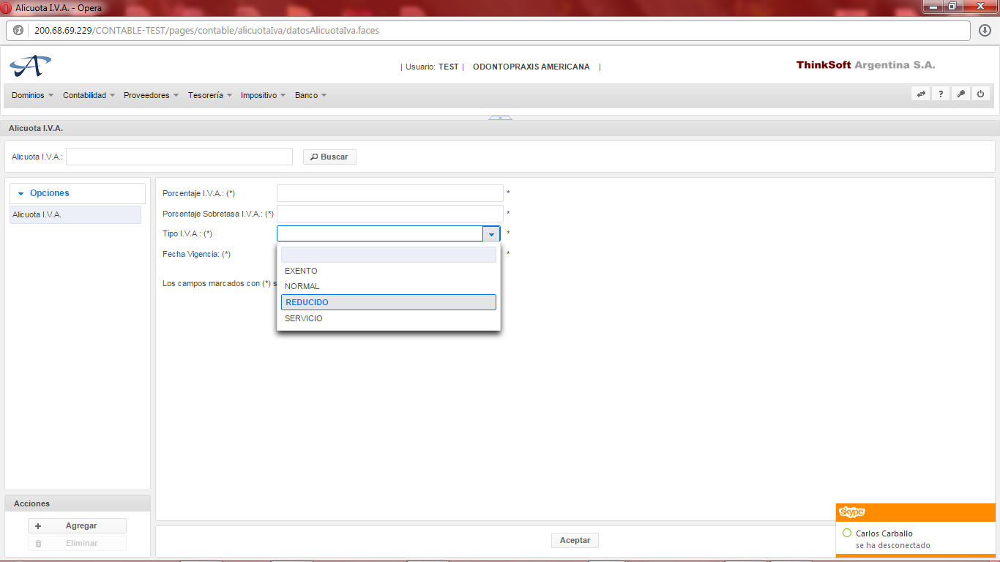 Alicuota I.V.A. - Opera
200.68.69.229/CONTABLE-TEST/pages/contable/alicuotaIva/datosAlicuotaIva.faces
| Usuario: TEST | ODONTOPRAXIS AMERICANA |
ThinkSoft Argentina S.A.
Dominios Contabilidad Proveedores Tesorería Impositivo Banco
?
Alicuota I.V.A.
Alicuota I.V.A.: Buscar
Opciones
Alicuota I.V.A.
Porcentaje I.V.A.: (*) *
Porcentaje Sobretasa I.V.A.: (*) *
Tipo I.V.A.: (*) *
Fecha Vigencia: (*) *
EXENTO
NORMAL
REDUCIDO
SERVICIO
Los campos marcados con (*) s
Acciones
Agregar
Eliminar
Aceptar
skype
Carlos Carballo
se ha desconectado